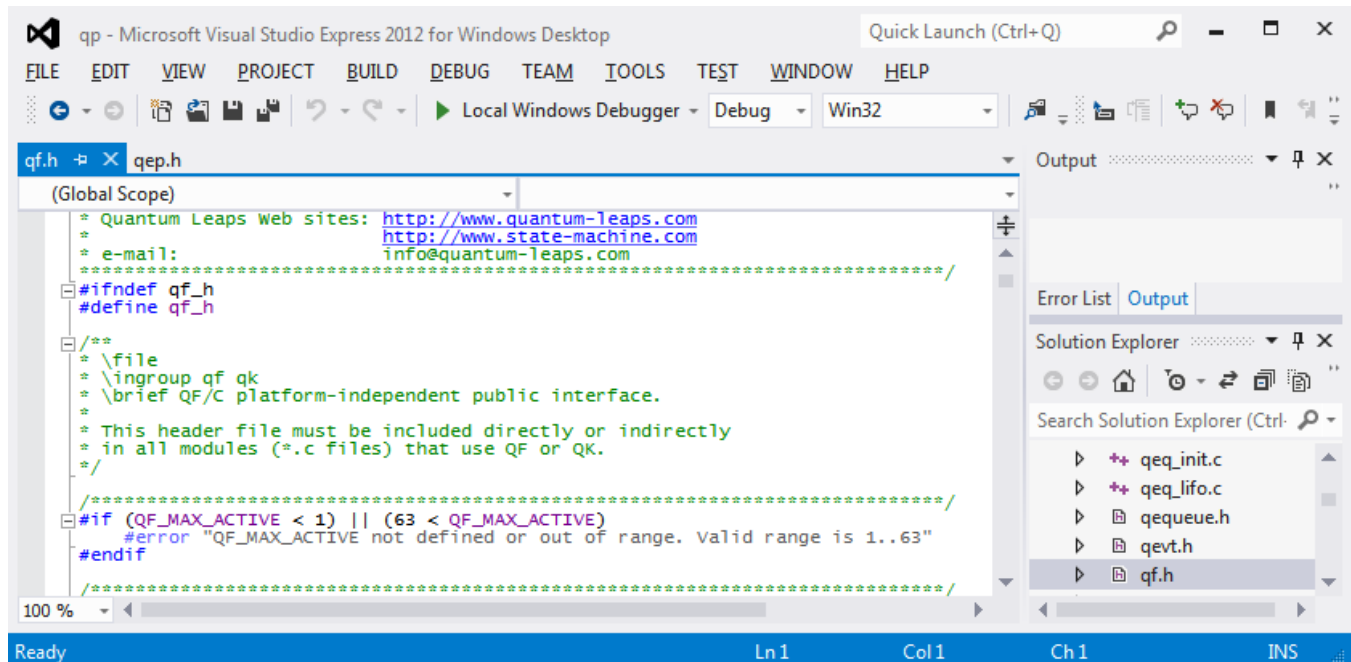 qp - Microsoft Visual Studio Express 2012 for Windows Desktop
Quick Launch (Ctrl+Q)
FILE EDIT VIEW PROJECT BUILD DEBUG TEAM TOOLS TEST WINDOW HELP
Local Windows Debugger Debug Win32
qf.h qep.h
(Global Scope)
* Quantum Leaps Web sites: http://www.quantum-leaps.com
* http://www.state-machine.com
* e-mail: info@quantum-leaps.com
*****************************************************************************/
#ifndef qf_h
#define qf_h
/**
* \file
* \ingroup qf qk
* \brief QF/C platform-independent public interface.
*
* This header file must be included directly or indirectly
* in all modules (*.c files) that use QF or QK.
*/
/****************************************************************************/
#if (QF_MAX_ACTIVE < 1) || (63 < QF_MAX_ACTIVE)
#error "QF_MAX_ACTIVE not defined or out of range. Valid range is 1..63"
#endif
/****************************************************************************/
100 %
Output
Error List Output
Solution Explorer
Search Solution Explorer (Ctrl-
++ qeq_init.c
++ qeq_lifo.c
h qequeue.h
h qevt.h
h qf.h
Ready Ln 1 Col 1 Ch 1 INS